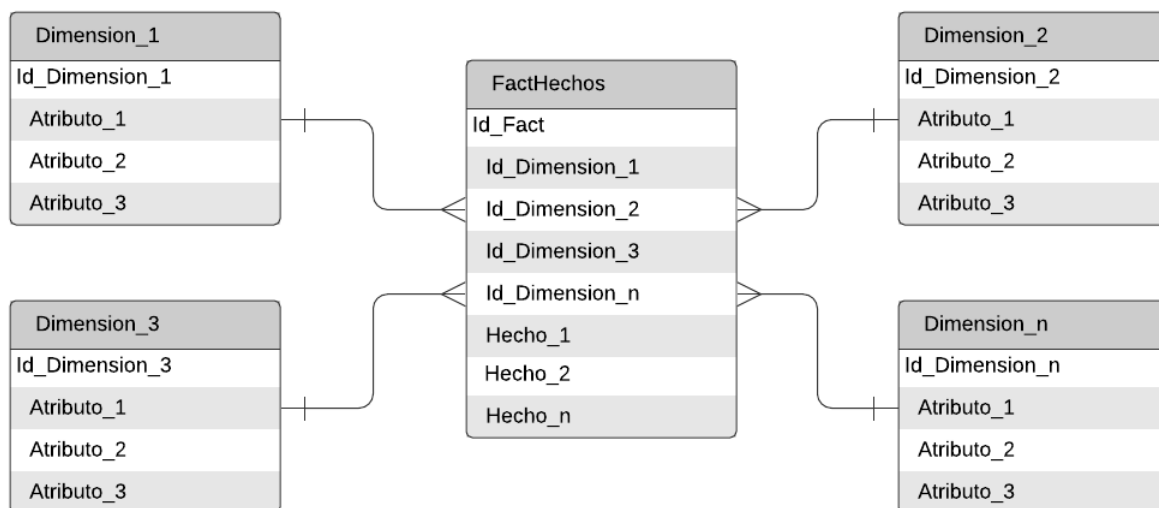 Dimension_1
Id_Dimension_1
Atributo_1
Atributo_2
Atributo_3
FactHechos
Id_Fact
Id_Dimension_1
Id_Dimension_2
Id_Dimension_3
Id_Dimension_n
Hecho_1
Hecho_2
Hecho_n
Dimension_2
Id_Dimension_2
Atributo_1
Atributo_2
Atributo_3
Dimension_3
Id_Dimension_3
Atributo_1
Atributo_2
Atributo_3
Dimension_n
Id_Dimension_n
Atributo_1
Atributo_2
Atributo_3